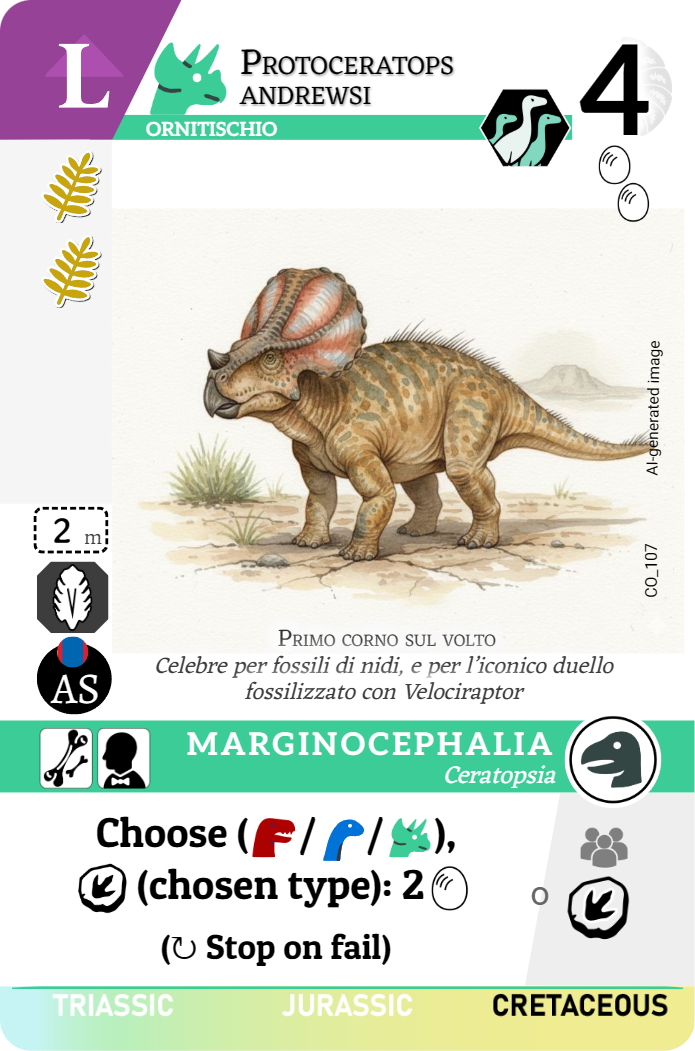 L
PROTOCERATOPS
ANDREWSI
4
ORNITISCHIO
AI-generated image
2 m
CO_107
V
AS
PRIMO CORNO SUL VOLTO
Celebre per fossili di nidi, e per l'iconico duello
fossilizzato con Velociraptor
MARGINOCEPHALIA
Ceratopsia
Choose ( / / ),
(chosen type): 2
O
(↻ Stop on fail)
TRIASSIC JURASSIC CRETACEOUS